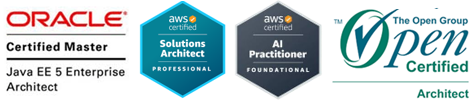 ORACLE
Certified Master
Java EE 5 Enterprise
Architect
aws
certified
Solutions
Architect
PROFESSIONAL
aws
certified
AI
Practitioner
FOUNDATIONAL
TM
The Open Group
Open
Certified
Architect